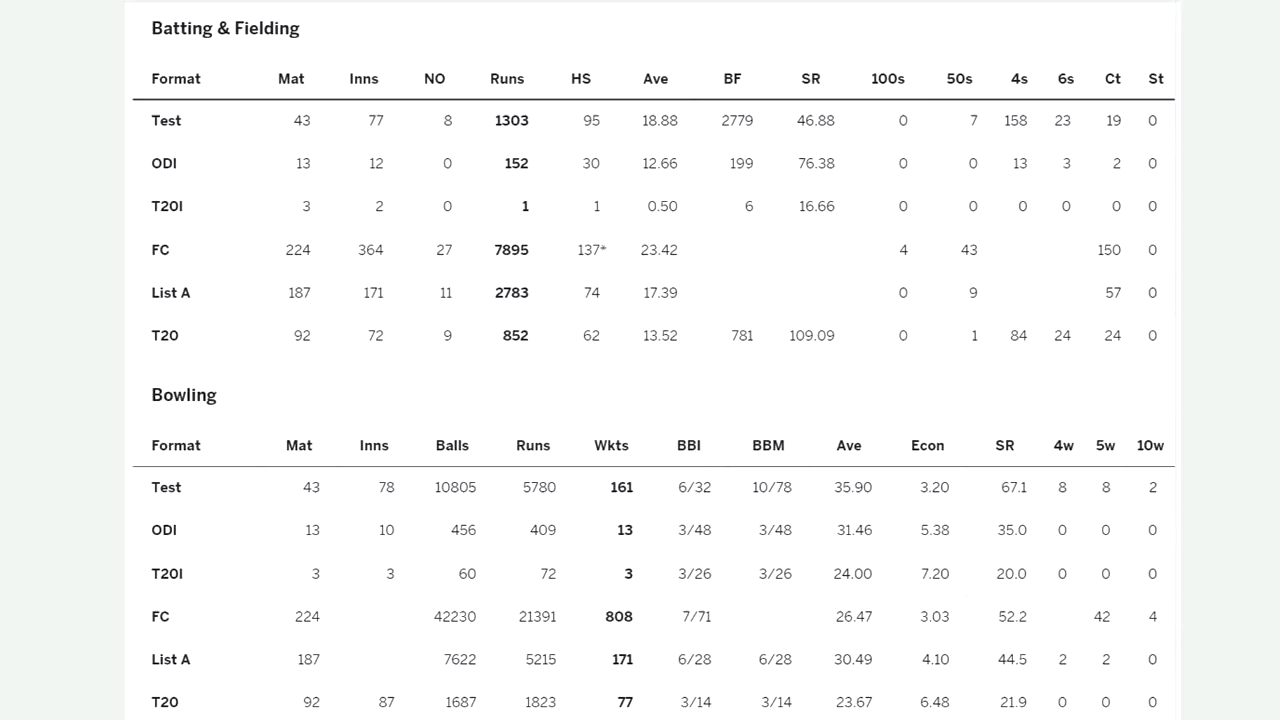 Batting & Fielding
Format Mat Inns NO Runs HS Ave BF SR 100s 50s 4s 6s Ct St
Test 43 77 8 1303 95 18.88 2779 46.88 0 7 158 23 19 0
ODI 13 12 0 152 30 12.66 199 76.38 0 0 13 3 2 0
T20I 3 2 0 1 1 0.50 6 16.66 0 0 0 0 0 0
FC 224 364 27 7895 137* 23.42 4 43 150 0
List A 187 171 11 2783 74 17.39 0 9 57 0
T20 92 72 9 852 62 13.52 781 109.09 0 1 84 24 24 0
Bowling
Format Mat Inns Balls Runs Wkts BBI BBM Ave Econ SR 4w 5w 10w
Test 43 78 10805 5780 161 6/32 10/78 35.90 3.20 67.1 8 8 2
ODI 13 10 456 409 13 3/48 3/48 31.46 5.38 35.0 0 0 0
T20I 3 3 60 72 3 3/26 3/26 24.00 7.20 20.0 0 0 0
FC 224 42230 21391 808 7/71 26.47 3.03 52.2 42 4
List A 187 7622 5215 171 6/28 6/28 30.49 4.10 44.5 2 2 0
T20 92 87 1687 1823 77 3/14 3/14 23.67 6.48 21.9 0 0 0